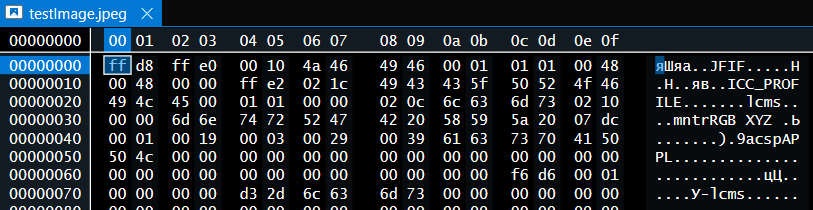 testImage.jpeg
00000000 00 01 02 03 04 05 06 07 08 09 0a 0b 0c 0d 0e 0f
00000000 ff d8 ff e0 00 10 4a 46 49 46 00 01 01 01 00 48 яШяа..JFIF.....H
00000010 00 48 00 00 ff e2 02 1c 49 43 43 5f 50 52 4f 46 .H..яв..ICC_PROF
00000020 49 4c 45 00 01 01 00 00 02 0c 6c 63 6d 73 02 10 ILE.......lcms..
00000030 00 00 6d 6e 74 72 52 47 42 20 58 59 5a 20 07 dc ..mntrRGB XYZ .Ь
00000040 00 01 00 19 00 03 00 29 00 39 61 63 73 70 41 50 .......).9acspAP
00000050 50 4c 00 00 00 00 00 00 00 00 00 00 00 00 00 00 PL..............
00000060 00 00 00 00 00 00 00 00 00 00 00 00 f6 d6 00 01 ............цЦ..
00000070 00 00 00 00 d3 2d 6c 63 6d 73 00 00 00 00 00 00 ....У-lcms......